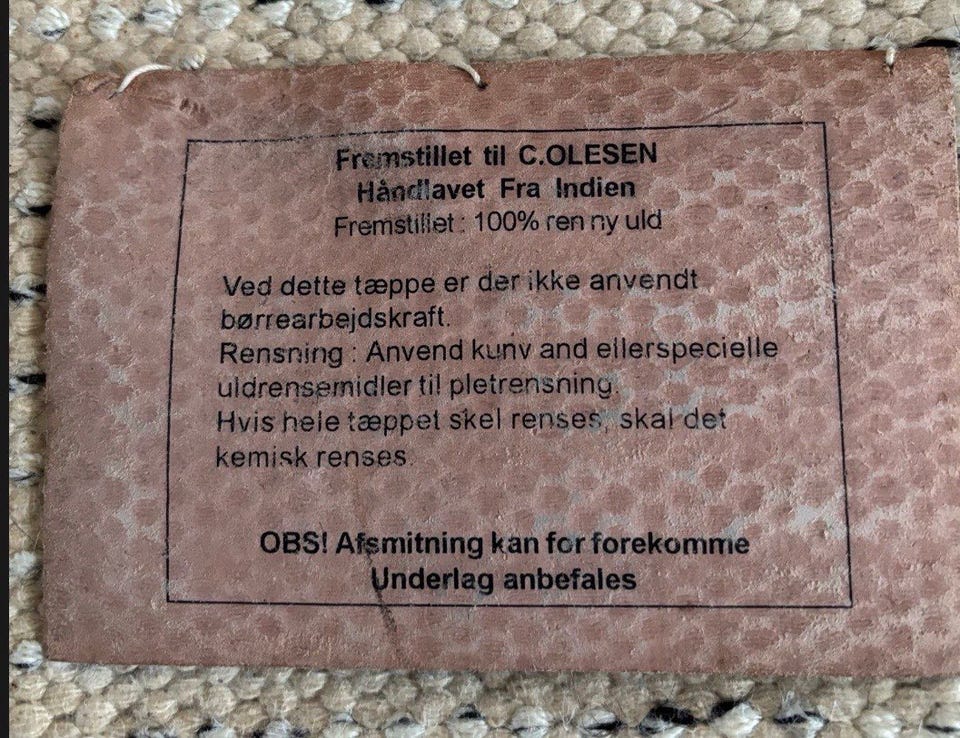 Fremstillet til C.OLESEN
Håndlavet Fra Indien
Fremstillet : 100% ren ny uld
Ved dette tæppe er der ikke anvendt
børrearbejdskraft.
Rensning : Anvend kunv and ellerspecielle
uldrensemidler til pletrensning.
Hvis hele tæppet skel renses, skal det
kemisk renses.
OBS! Afsmitning kan for forekomme
Underlag anbefales